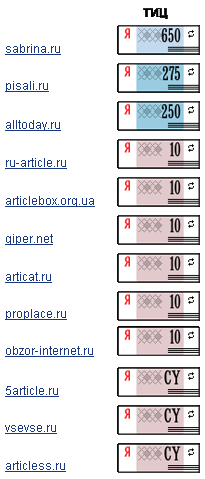 ТИЦ
sabrina.ru Я 650
pisali.ru Я 275
alltoday.ru Я 250
ru-article.ru Я 10
articlebox.org.ua Я 10
giper.net Я 10
articat.ru Я 10
proplace.ru Я 10
obzor-internet.ru Я 10
5article.ru Я CY
vsevse.ru Я CY
articless.ru Я CY